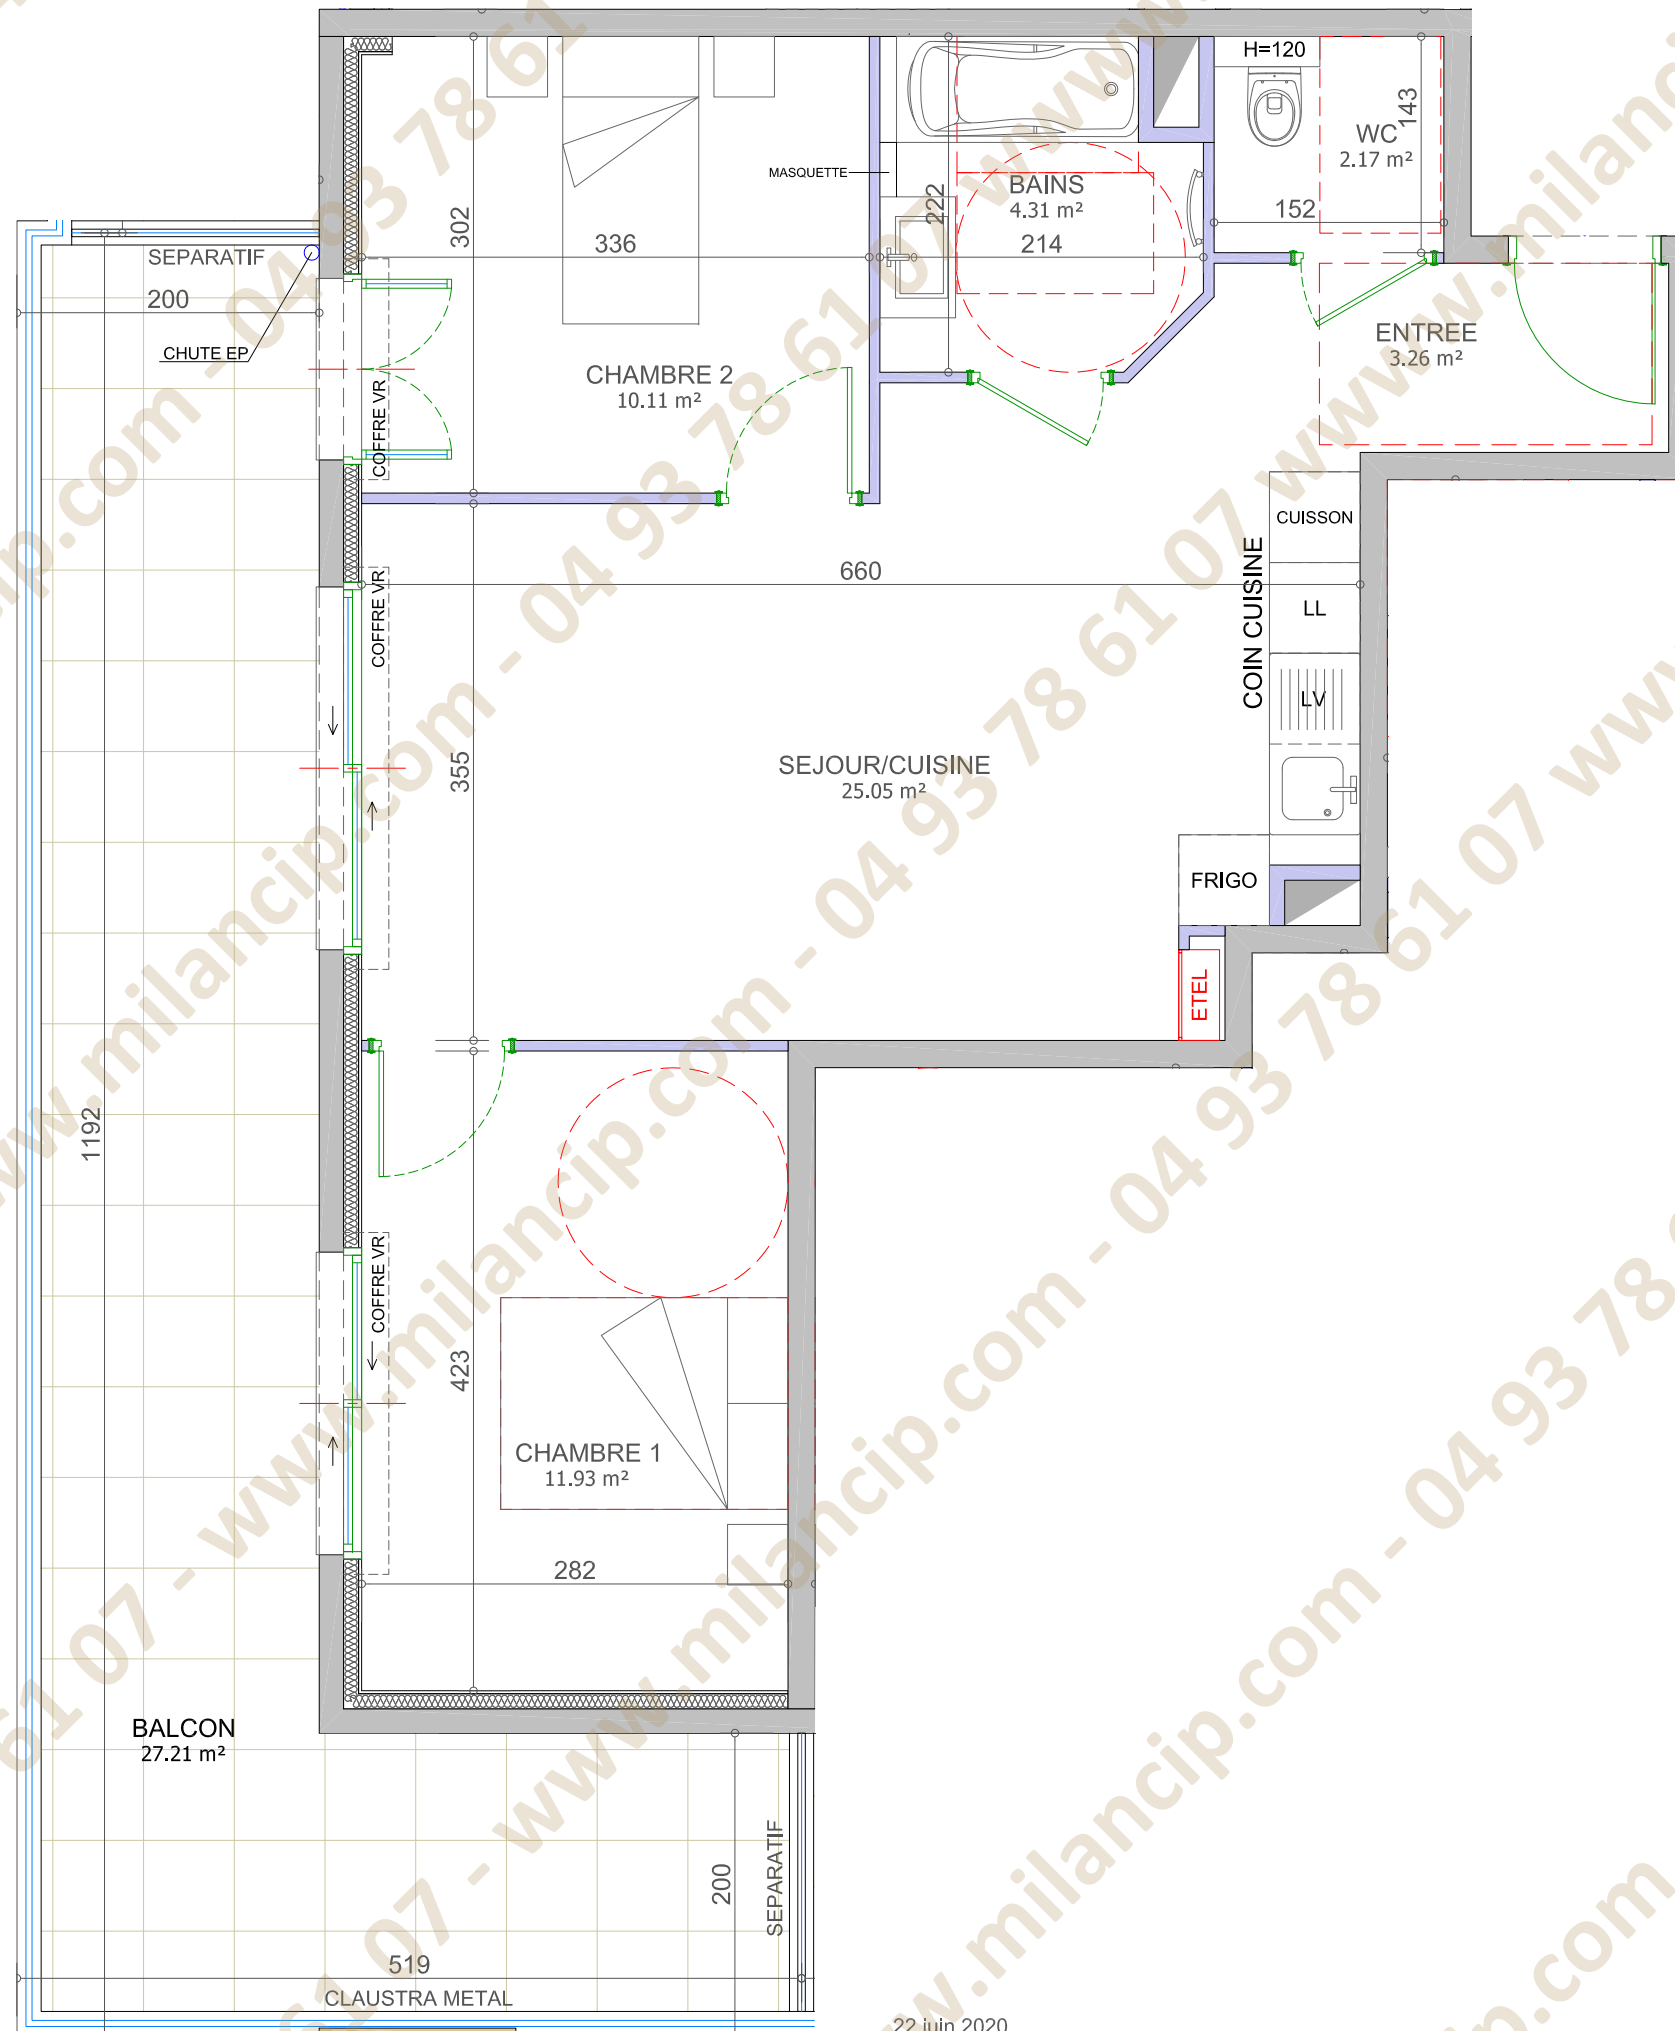 H=120
WC
2.17 m²
143
152
MASQUETTE
BAINS
4.31 m²
222
214
302
336
SEPARATIF
200
CHUTE EP
COFFRE VR
CHAMBRE 2
10.11 m²
ENTREE
3.26 m²
CUISSON
COIN CUISINE
LL
LV
660
COFFRE VR
355
SEJOUR/CUISINE
25.05 m²
FRIGO
ETEL
1192
COFFRE VR
423
CHAMBRE 1
11.93 m²
282
BALCON
27.21 m²
200
SEPARATIF
519
CLAUSTRA METAL
22 juin 2020
www.milancip.com - 04 93 78 61 07